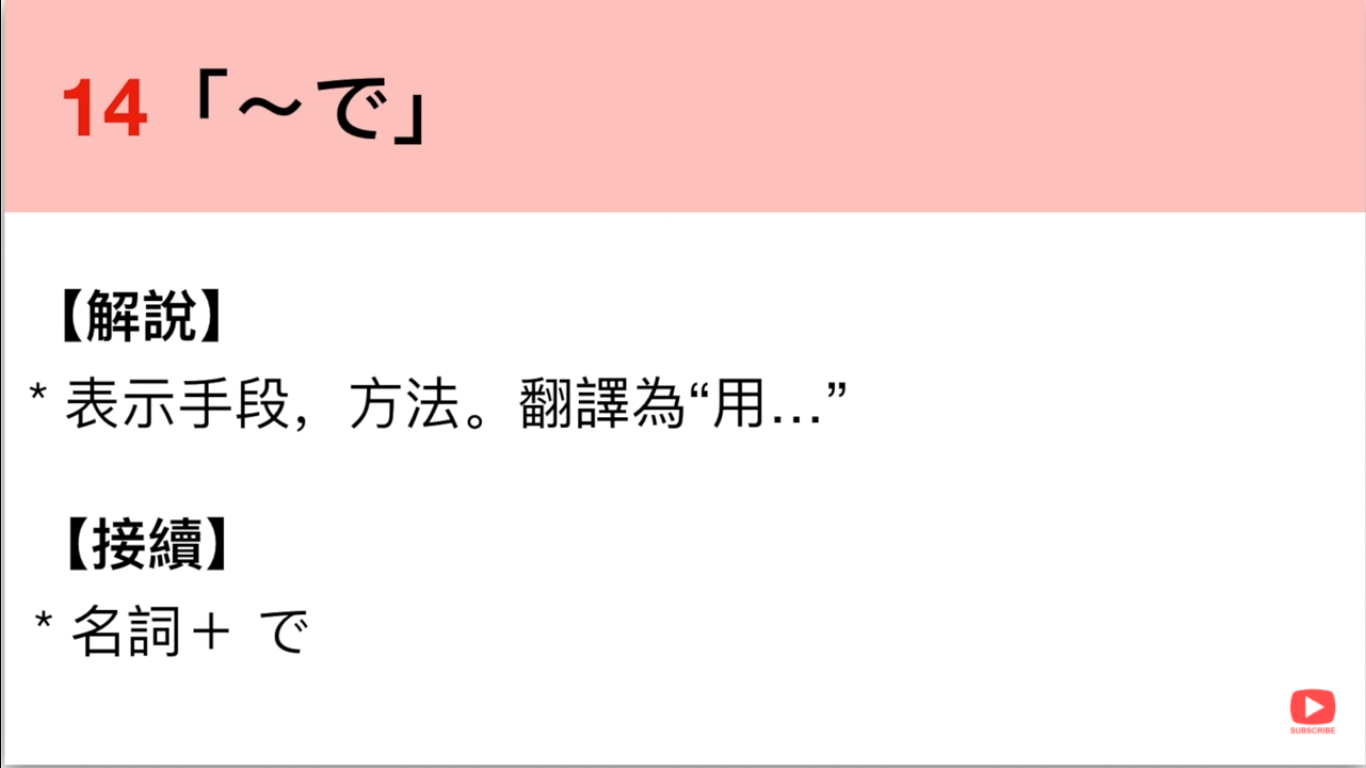 14「～で」
【解說】
* 表示手段，方法。翻譯為“用…”
【接續】
* 名詞＋ で
SUBSCRIBE